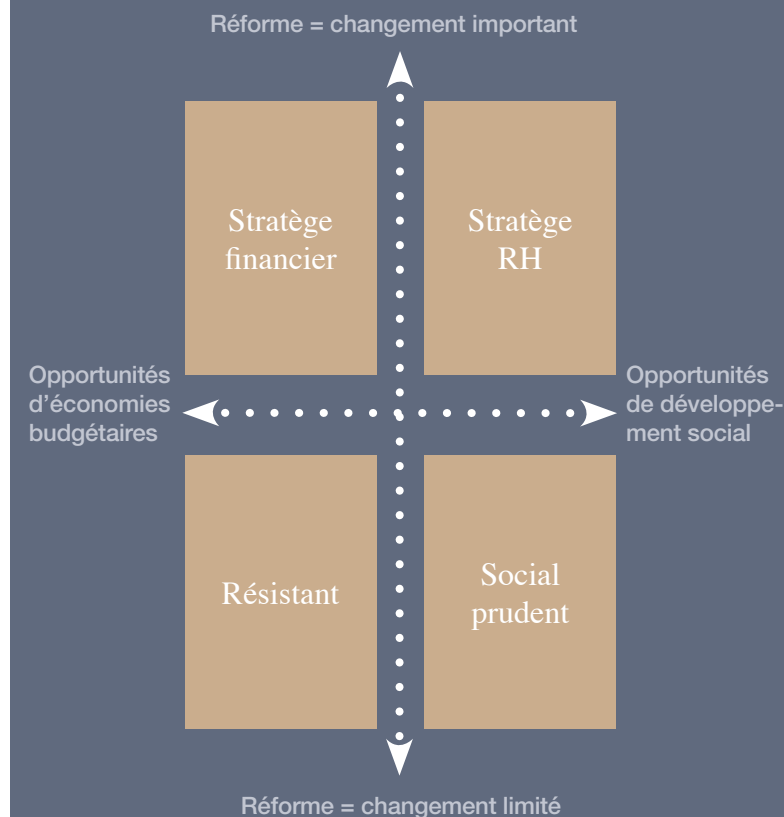 Réforme = changement important
Stratège
financier
Stratège
RH
Opportunités
d’économies
budgétaires
Opportunités
de développe-
ment social
Résistant
Social
prudent
Réforme = changement limité